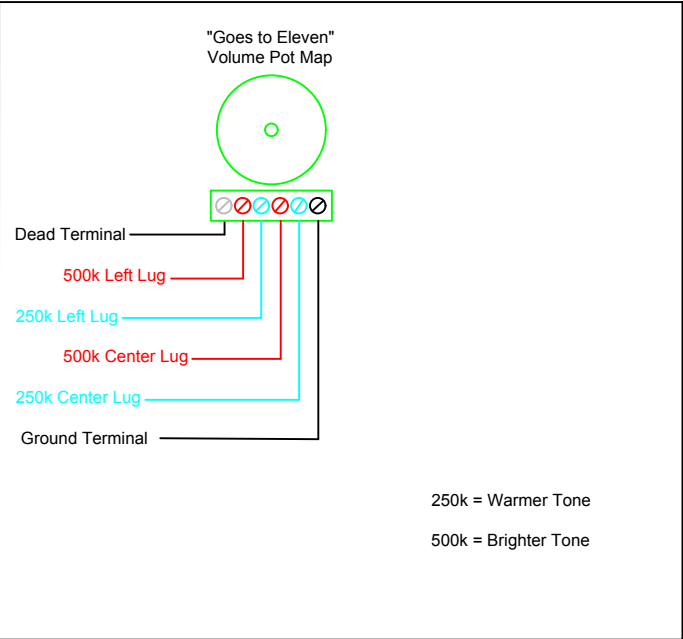 "Goes to Eleven"
Volume Pot Map
Dead Terminal
500k Left Lug
250k Left Lug
500k Center Lug
250k Center Lug
Ground Terminal
250k = Warmer Tone
500k = Brighter Tone